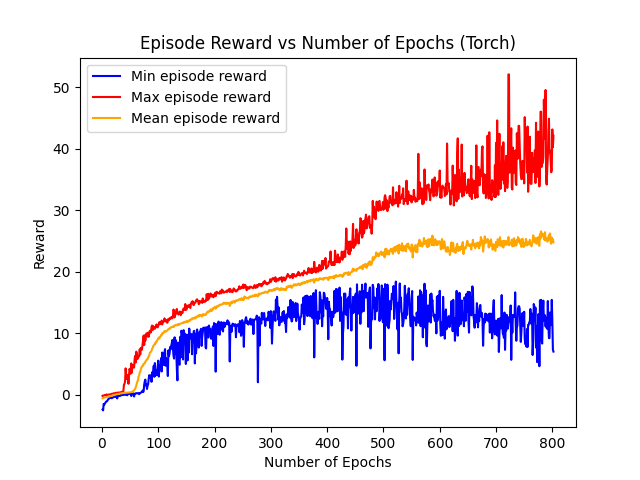 Episode Reward vs Number of Epochs (Torch)
Min episode reward
Max episode reward
Mean episode reward
Reward
50
40
30
20
10
0
0 100 200 300 400 500 600 700 800
Number of Epochs